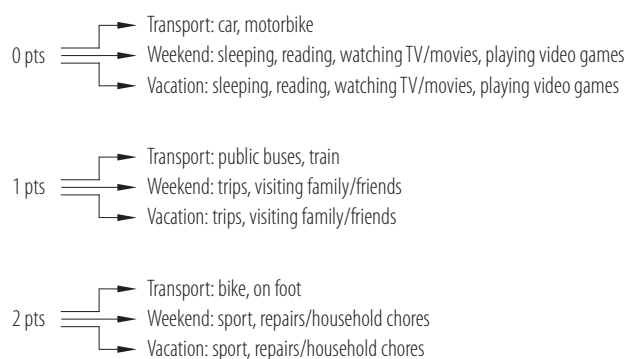 Transport: car, motorbike
0 pts
Weekend: sleeping, reading, watching TV/movies, playing video games
Vacation: sleeping, reading, watching TV/movies, playing video games
Transport: public buses, train
1 pts
Weekend: trips, visiting family/friends
Vacation: trips, visiting family/friends
Transport: bike, on foot
2 pts
Weekend: sport, repairs/household chores
Vacation: sport, repairs/household chores